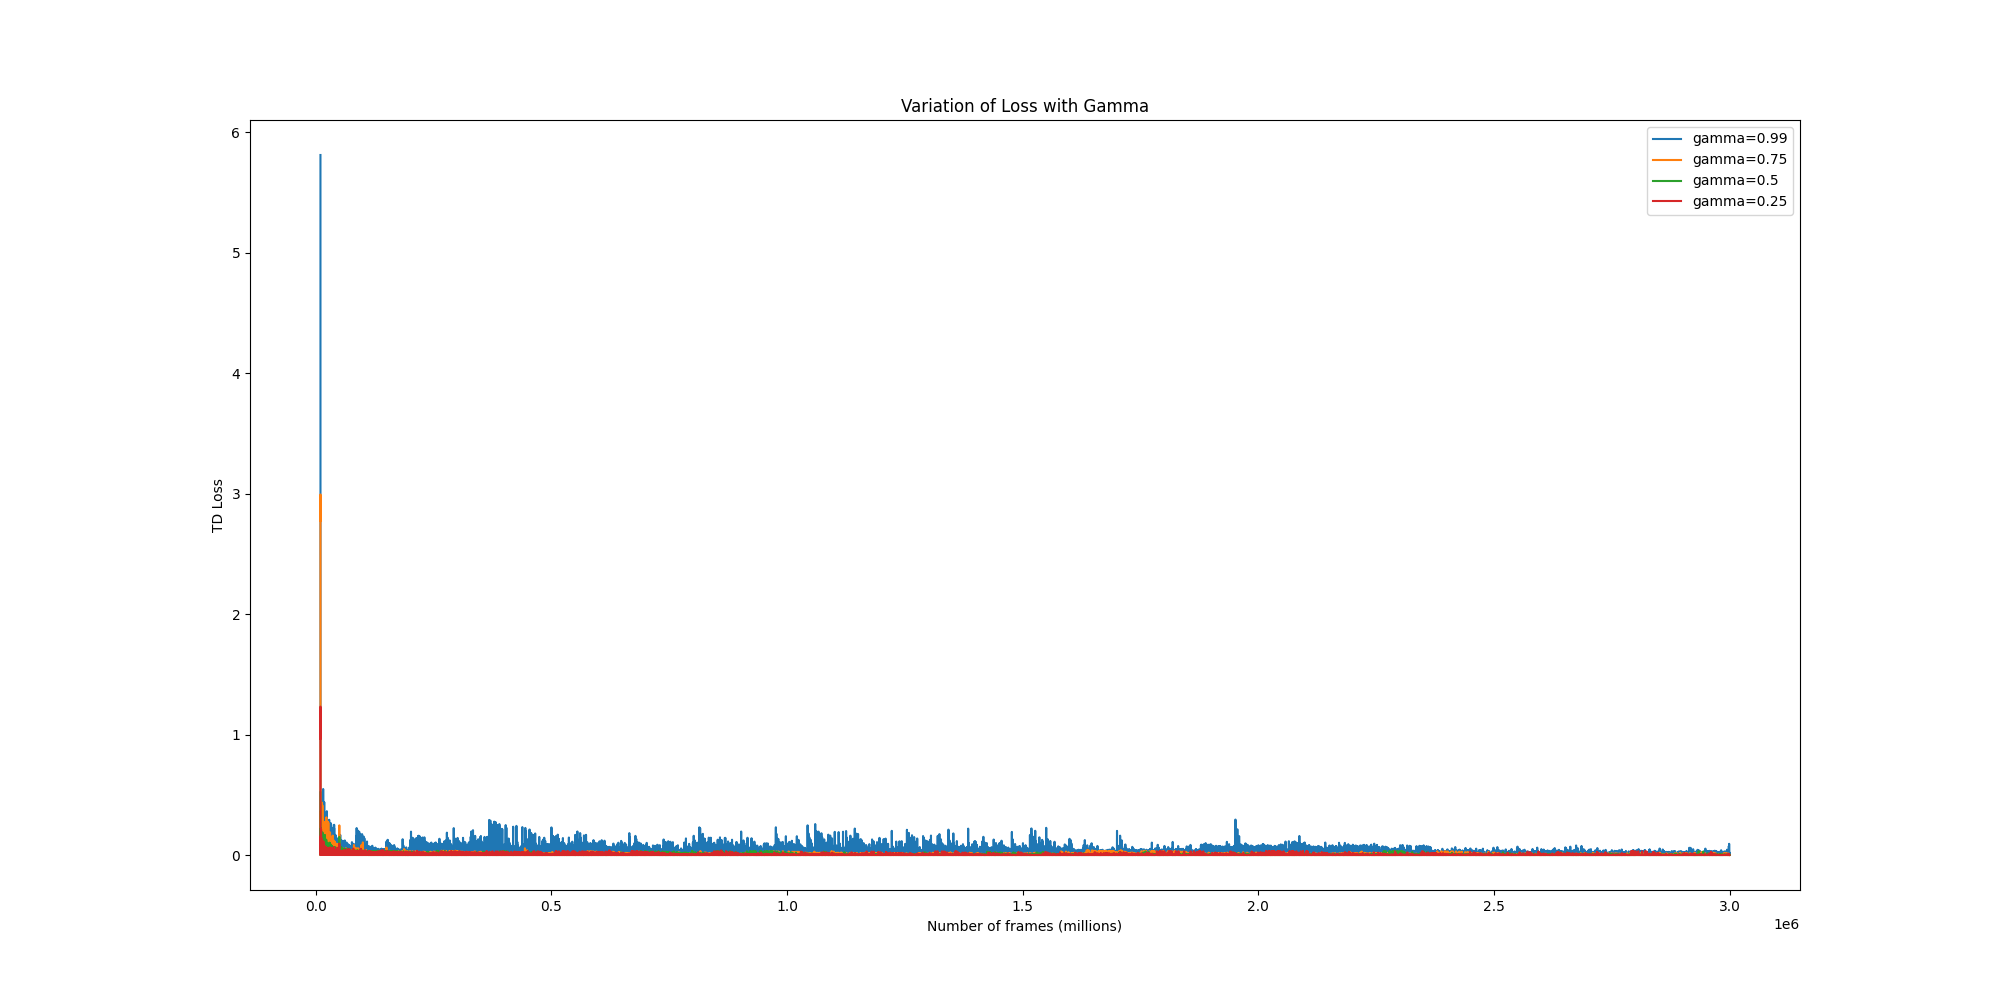 Variation of Loss with Gamma
6
5
4
3
2
1
0
TD Loss
gamma=0.99
gamma=0.75
gamma=0.5
gamma=0.25
0.0 0.5 1.0 1.5 2.0 2.5 3.0
1e6
Number of frames (millions)